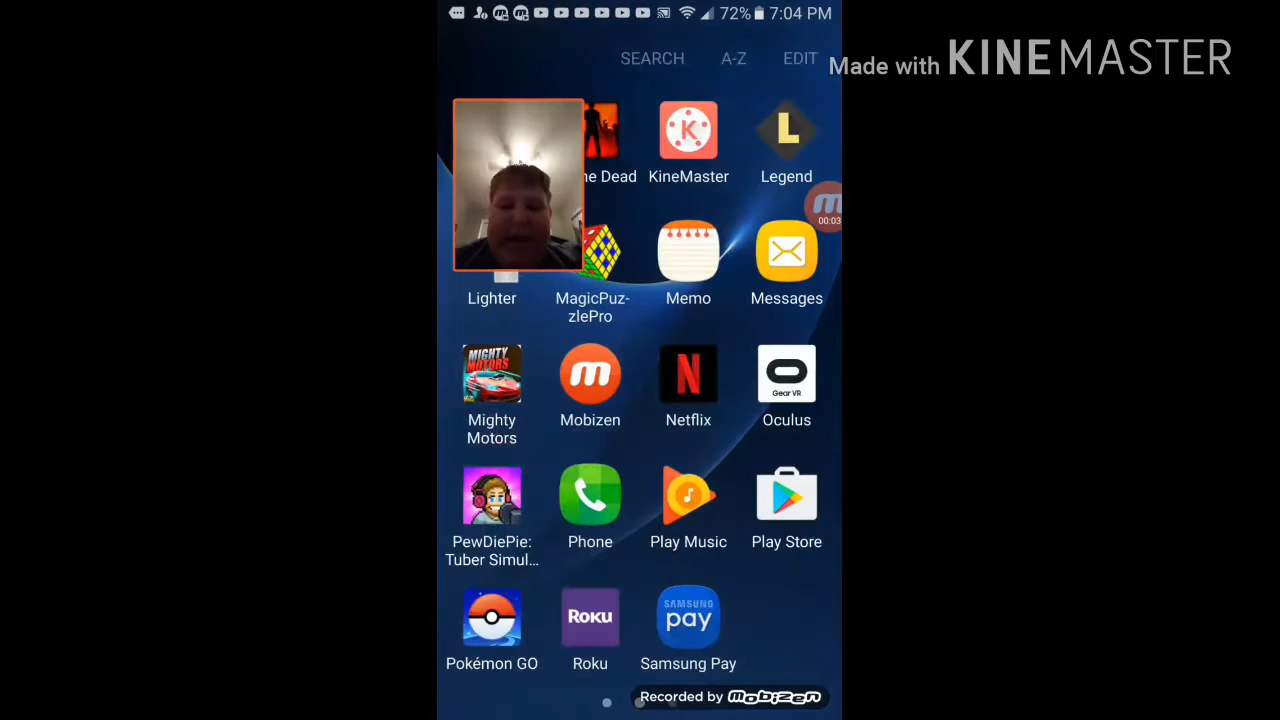 72% 7:04 PM
SEARCH A-Z EDIT
Made with KINEMASTER
K
L
he Dead KineMaster Legend
00:03
Lighter MagicPuz-
zlePro Memo Messages
MIGHTY
MOTORS
m
N
Gear VR
Mighty
Motors Mobizen Netflix Oculus
PewDiePie:
Tuber Simul... Phone Play Music Play Store
ROKU
SAMSUNG
pay
Pokémon GO Roku Samsung Pay
Recorded by mobizen